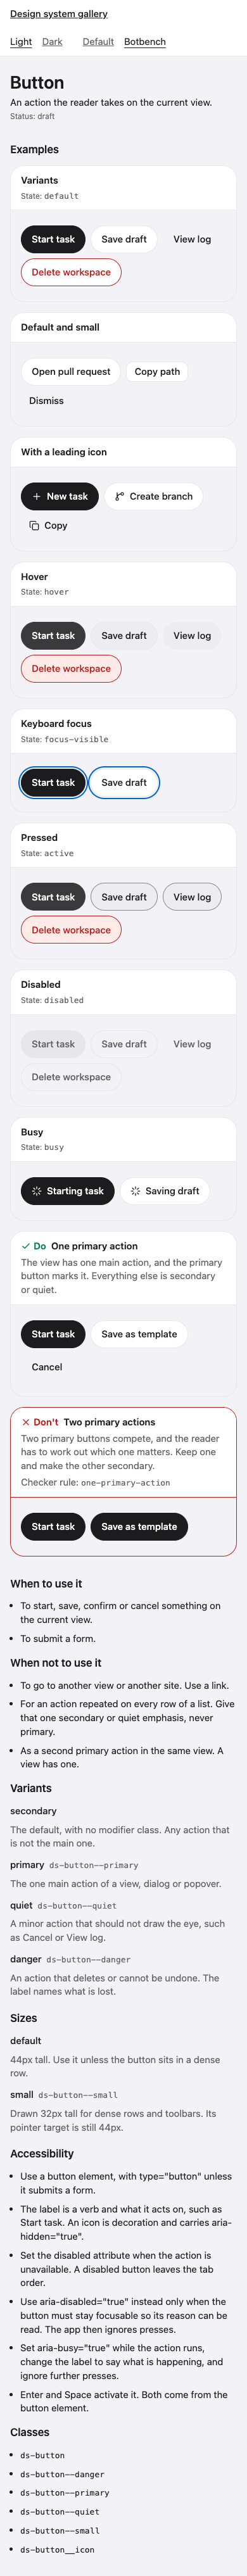 Design system gallery
Light Dark Default Botbench
Button
An action the reader takes on the current view.
Status: draft
Examples
Variants
State: default
Start task Save draft View log
Delete workspace
Default and small
Open pull request Copy path
Dismiss
With a leading icon
New task Create branch
Copy
Hover
State: hover
Start task Save draft View log
Delete workspace
Keyboard focus
State: focus-visible
Start task Save draft
Pressed
State: active
Start task Save draft View log
Delete workspace
Disabled
State: disabled
Start task Save draft View log
Delete workspace
Busy
State: busy
Starting task Saving draft
Do One primary action
The view has one main action, and the primary
button marks it. Everything else is secondary
or quiet.
Start task Save as template
Cancel
Don't Two primary actions
Two primary buttons compete, and the reader
has to work out which one matters. Keep one
and make the other secondary.
Checker rule: one-primary-action
Start task Save as template
When to use it
• To start, save, confirm or cancel something on
the current view.
• To submit a form.
When not to use it
• To go to another view or another site. Use a link.
• For an action repeated on every row of a list. Give
that one secondary or quiet emphasis, never
primary.
• As a second primary action in the same view. A
view has one.
Variants
secondary
The default, with no modifier class. Any action that
is not the main one.
primary ds-button--primary
The one main action of a view, dialog or popover.
quiet ds-button--quiet
A minor action that should not draw the eye, such
as Cancel or View log.
danger ds-button--danger
An action that deletes or cannot be undone. The
label names what is lost.
Sizes
default
44px tall. Use it unless the button sits in a dense
row.
small ds-button--small
Drawn 32px tall for dense rows and toolbars. Its
pointer target is still 44px.
Accessibility
• Use a button element, with type="button" unless
it submits a form.
• The label is a verb and what it acts on, such as
Start task. An icon is decoration and carries aria-
hidden="true".
• Set the disabled attribute when the action is
unavailable. A disabled button leaves the tab
order.
• Use aria-disabled="true" instead only when the
button must stay focusable so its reason can be
read. The app then ignores presses.
• Set aria-busy="true" while the action runs,
change the label to say what is happening, and
ignore further presses.
• Enter and Space activate it. Both come from the
button element.
Classes
• ds-button
• ds-button--danger
• ds-button--primary
• ds-button--quiet
• ds-button--small
• ds-button__icon